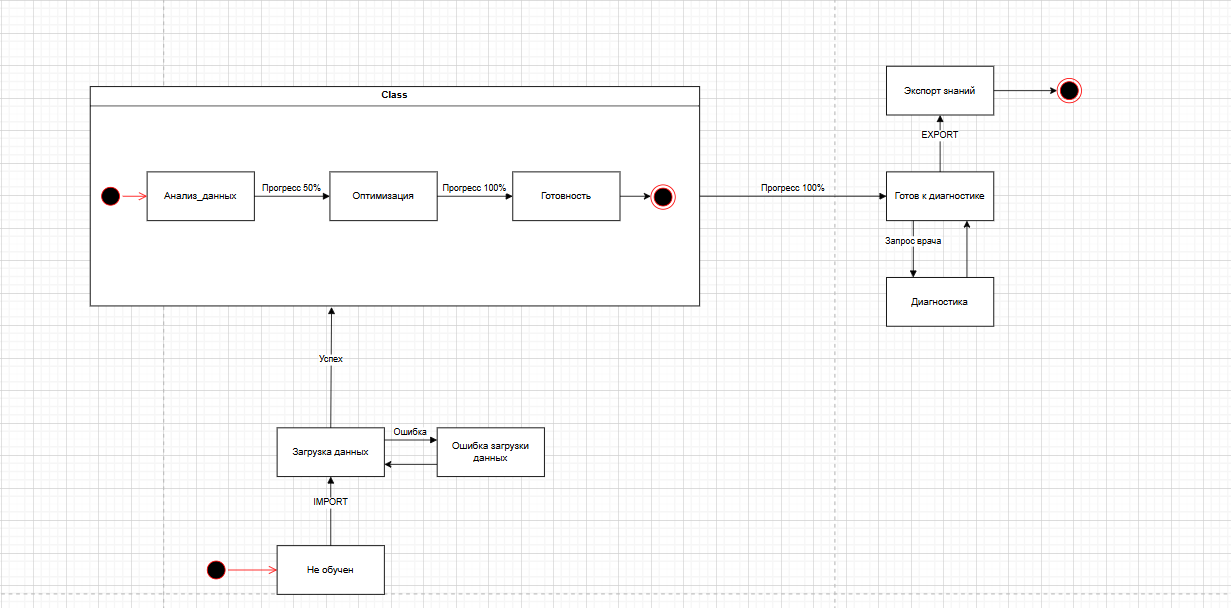 Class
Экспорт знаний
EXPORT
Анализ_данных
Прогресс 50%
Оптимизация
Прогресс 100%
Готовность
Прогресс 100%
Готов к диагностике
Запрос врача
Диагностика
Успех
Загрузка данных
Ошибка
Ошибка загрузки
данных
IMPORT
Не обучен